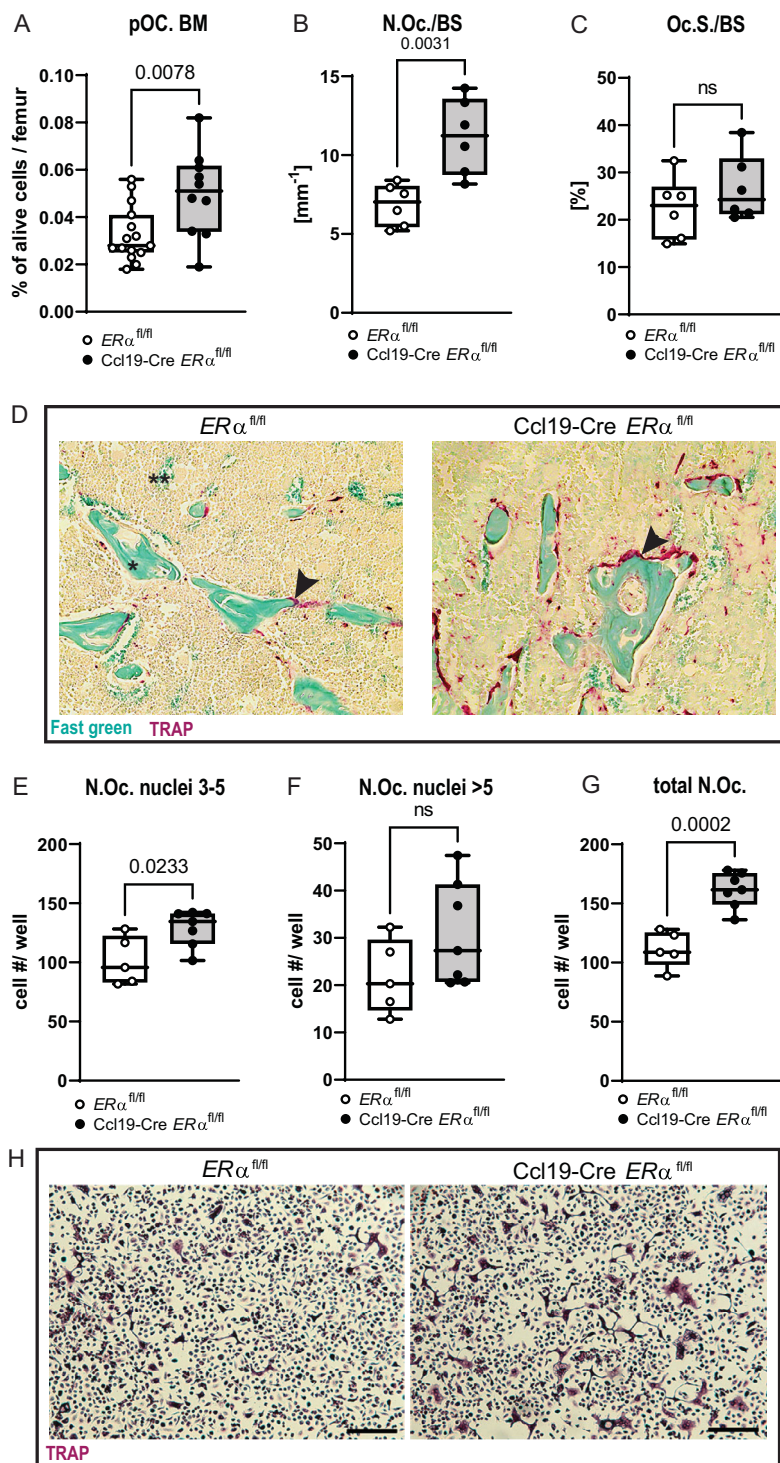 A
pOC. BM
0.0078
% of alive cells / femur
0.10
0.08
0.06
0.04
0.02
0.00
ERα fl/fl
Ccl19-Cre ERα fl/fl
B
N.Oc./BS
0.0031
[mm-1]
15
10
5
0
ERα fl/fl
Ccl19-Cre ERα fl/fl
C
Oc.S./BS
ns
[%]
50
40
30
20
10
0
ERα fl/fl
Ccl19-Cre ERα fl/fl
D
ERα fl/fl
Ccl19-Cre ERα fl/fl
**
*
Fast green TRAP
E
N.Oc. nuclei 3-5
0.0233
cell #/ well
200
150
100
50
0
ERα fl/fl
Ccl19-Cre ERα fl/fl
F
N.Oc. nuclei >5
ns
cell #/ well
50
40
30
20
10
0
ERα fl/fl
Ccl19-Cre ERα fl/fl
G
total N.Oc.
0.0002
cell #/ well
200
150
100
50
0
ERα fl/fl
Ccl19-Cre ERα fl/fl
H
ERα fl/fl
Ccl19-Cre ERα fl/fl
TRAP